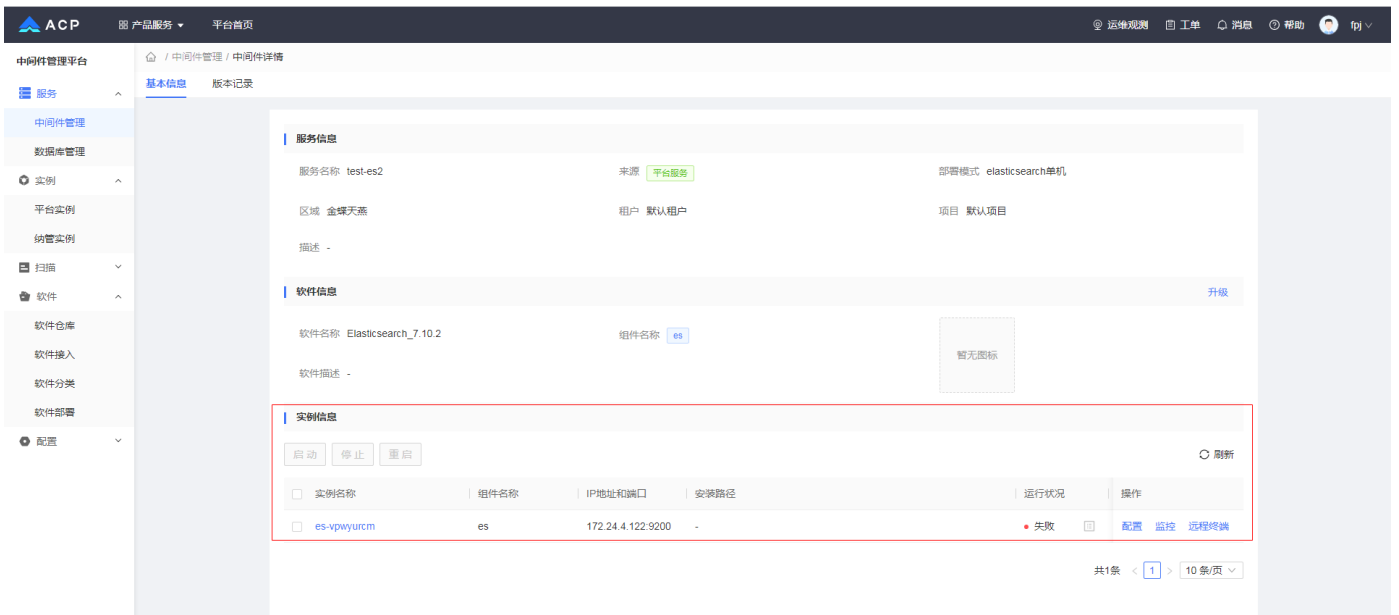 ACP 产品服务 平台首页 运维观测 工单 消息 帮助 fpj
中间件管理平台
/ 中间件管理 / 中间件详情
基本信息 版本记录
服务
中间件管理
数据库管理
实例
平台实例
纳管实例
扫描
软件
软件仓库
软件接入
软件分类
软件部署
配置
服务信息
服务名称 test-es2 来源 平台服务 部署模式 elasticsearch单机
区域 金蝶天燕 租户 默认租户 项目 默认项目
描述 -
软件信息 升级
软件名称 Elasticsearch_7.10.2 组件名称 es 暂无图标
软件描述 -
实例信息
启动 停止 重启 刷新
实例名称 组件名称 IP地址和端口 安装路径 运行状况 操作
es-vpwyurcm es 172.24.4.122:9200 - 失败 配置 监控 远程终端
共1条 < 1 > 10 条/页